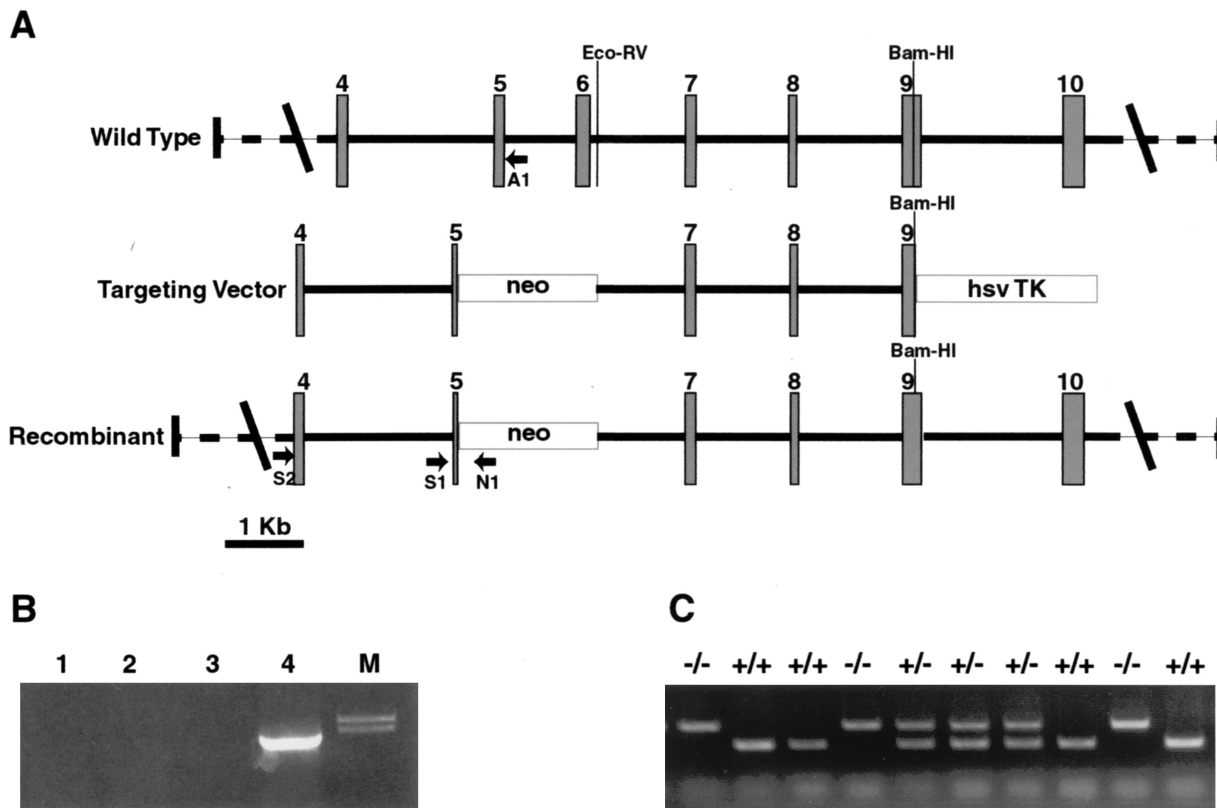 A
Eco-RV
Bam-HI
4 5 6 7 8 9 10
Wild Type
A1
Bam-HI
4 5 7 8 9
Targeting Vector neo hsv TK
Bam-HI
4 5 7 8 9 10
Recombinant neo
S2 S1 N1
1 Kb
B
1 2 3 4 M
C
-/- +/+ +/+ -/- +/- +/- +/- +/+ -/- +/+